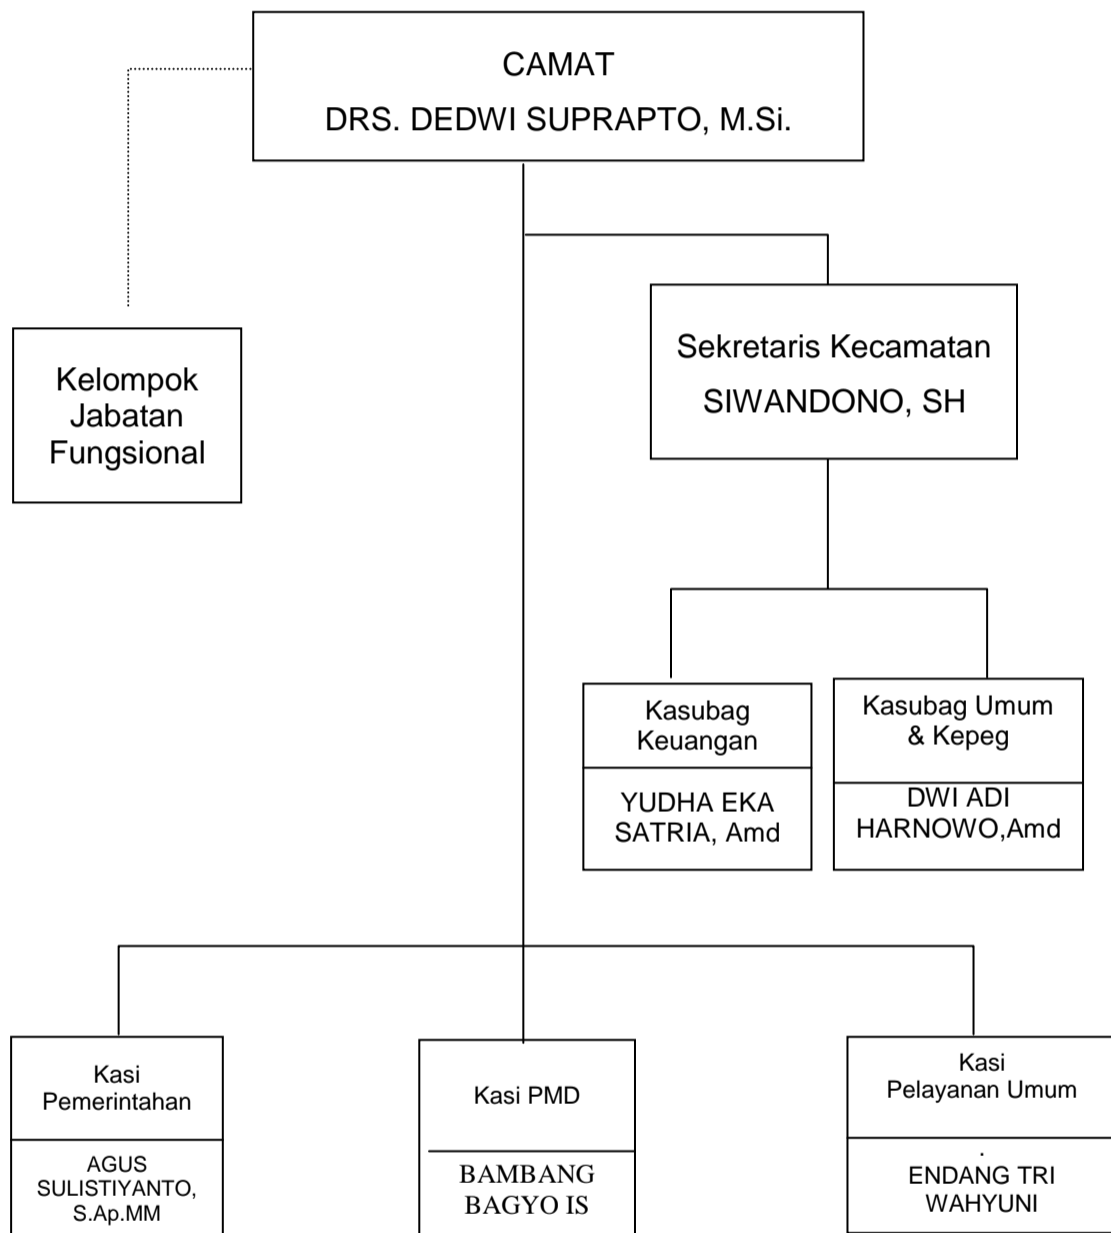 CAMAT
DRS. DEDWI SUPRAPTO, M.Si.
Kelompok
Jabatan
Fungsional
Sekretaris Kecamatan
SIWANDONO, SH
Kasubag
Keuangan
YUDHA EKA
SATRIA, Amd
Kasubag Umum
& Kepeg
DWI ADI
HARNOWO,Amd
Kasi
Pemerintahan
AGUS
SULISTIYANTO,
S.Ap.MM
Kasi PMD
BAMBANG
BAGYO IS
Kasi
Pelayanan Umum
.
ENDANG TRI
WAHYUNI